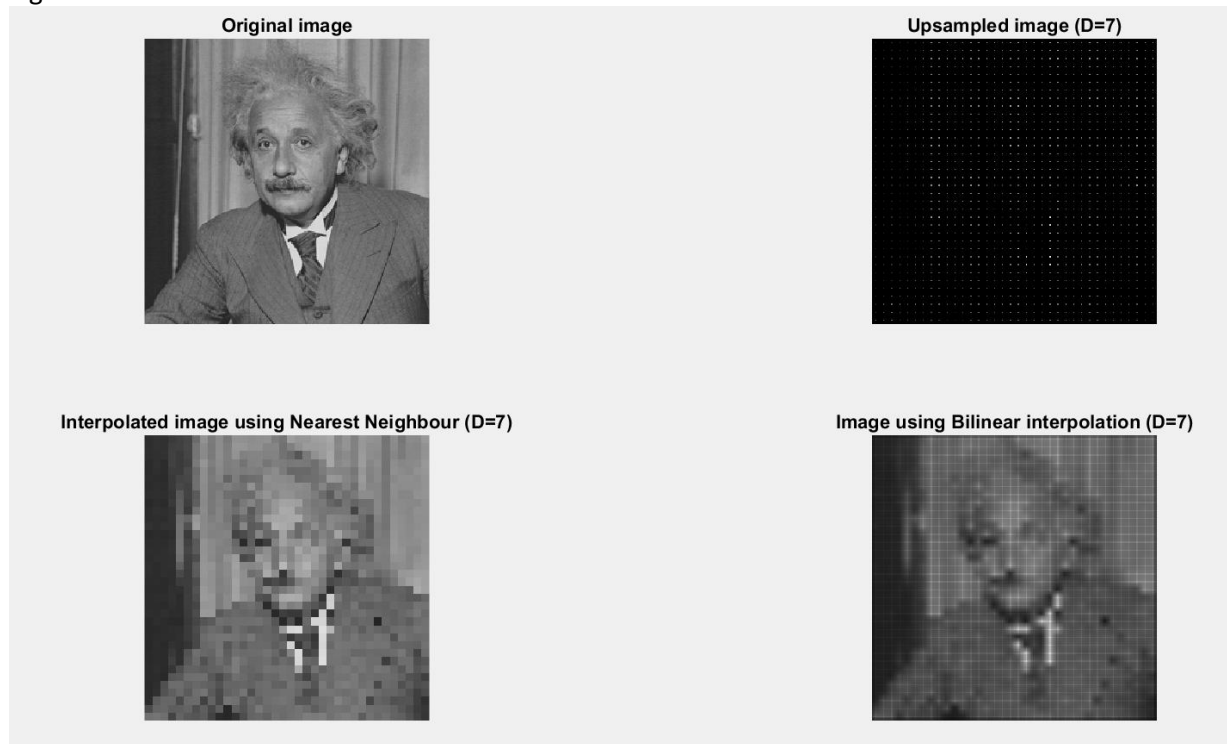 Original image
Upsampled image (D=7)
Interpolated image using Nearest Neighbour (D=7)
Image using Bilinear interpolation (D=7)